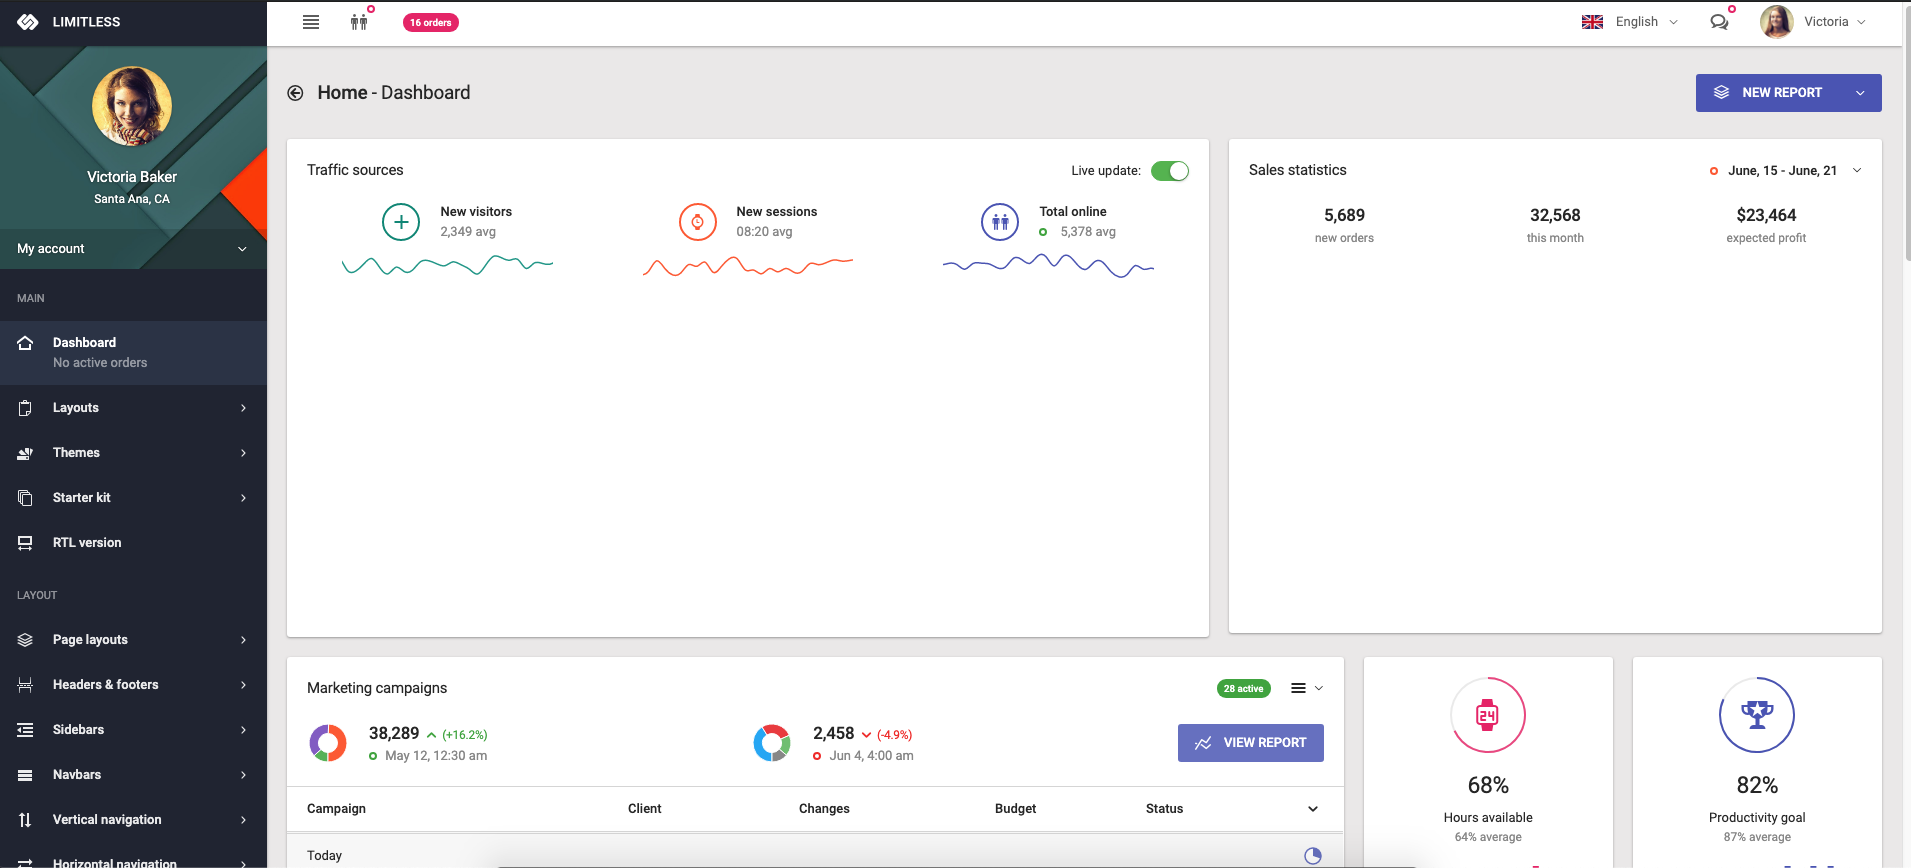 LIMITLESS
16 orders
English
Victoria
Victoria Baker
Santa Ana, CA
My account
MAIN
Dashboard
No active orders
Layouts
Themes
Starter kit
RTL version
LAYOUT
Page layouts
Headers & footers
Sidebars
Navbars
Vertical navigation
Horizontal navigation
Home - Dashboard
NEW REPORT
Traffic sources
Live update:
New visitors
2,349 avg
New sessions
08:20 avg
Total online
5,378 avg
Sales statistics
June, 15 - June, 21
5,689
new orders
32,568
this month
$23,464
expected profit
Marketing campaigns
28 active
38,289 (+16.2%)
May 12, 12:30 am
2,458 (-4.9%)
Jun 4, 4:00 am
VIEW REPORT
Campaign Client Changes Budget Status
Today
24
68%
Hours available
64% average
82%
Productivity goal
87% average